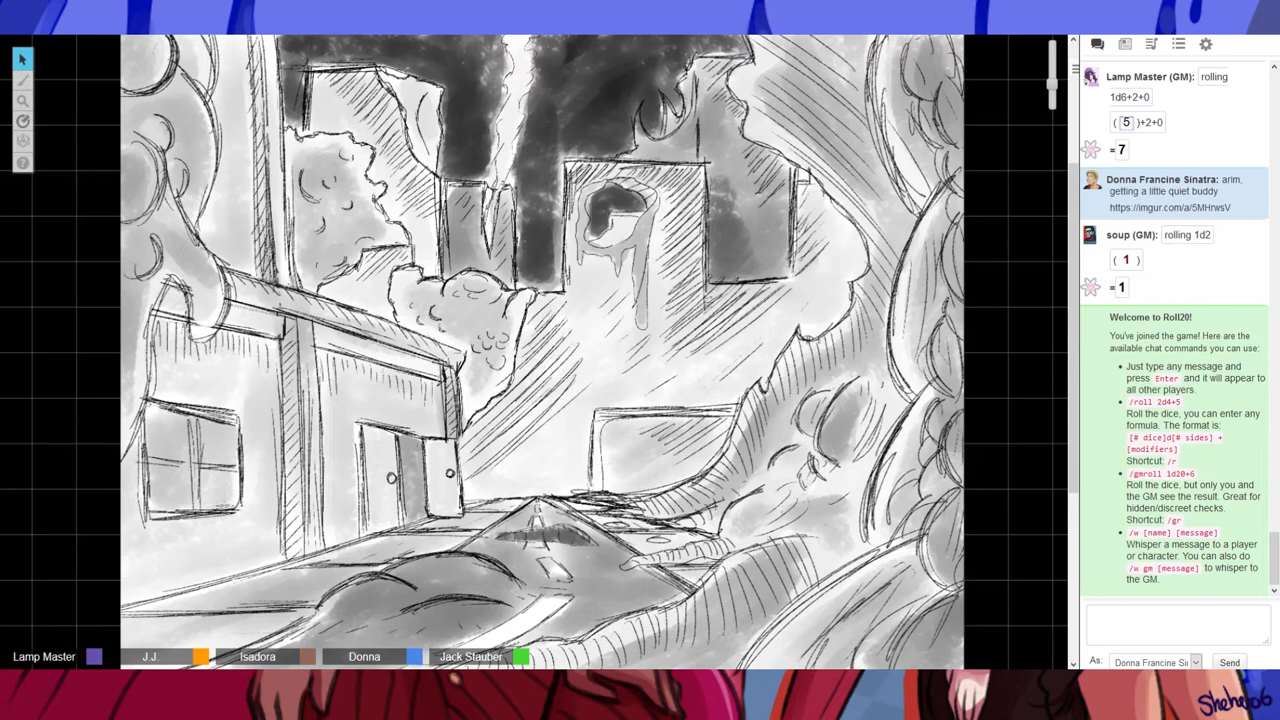 Lamp Master (GM): rolling
1d6+2+0
( 5 )+2+0
= 7
Donna Francine Sinatra: arim,
getting a little quiet buddy
https://imgur.com/a/5MHrwsV
soup (GM): rolling 1d2
( 1 )
= 1
Welcome to Roll20!
You've joined the game! Here are the
available chat commands you can use:
Just type any message and
press Enter and it will appear to
all other players.
/roll 2d4+5
Roll the dice, you can enter any
formula. The format is:
[# dice]d[# sides] +
[modifiers]
Shortcut: /r
/gmroll 1d20+6
Roll the dice, but only you and
the GM see the result. Great for
hidden/discreet checks.
Shortcut: /gr
/w [name] [message]
Whisper a message to a player
or character. You can also do
/w gm [message] to whisper to
the GM.
As: Donna Francine Sin Send
Lamp Master J.J. Isadora Donna Jack Stauber